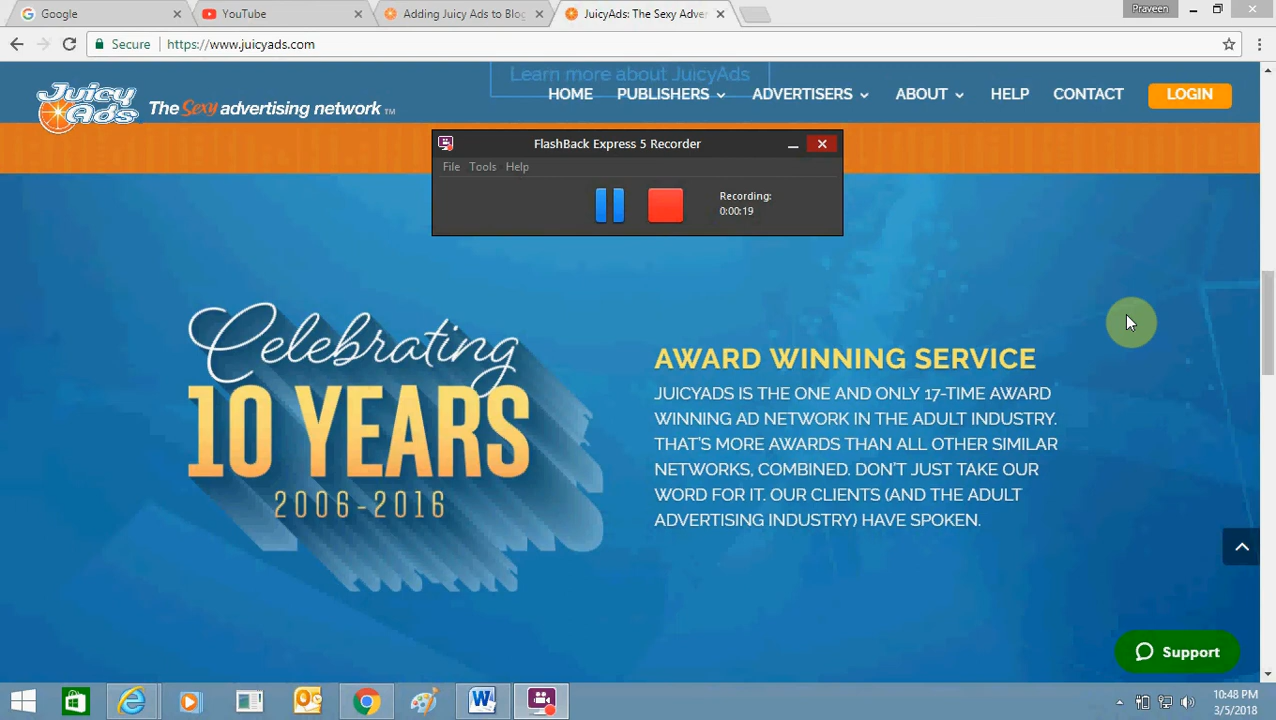 Google
YouTube
Adding Juicy Ads to Blog
JuicyAds: The Sexy Adver
Praveen
Secure
https://www.juicyads.com
Learn more about JuicyAds
Juicy Ads
The Sexy advertising network TM
HOME
PUBLISHERS
ADVERTISERS
ABOUT
HELP
CONTACT
LOGIN
FlashBack Express 5 Recorder
File Tools Help
Recording:
0:00:19
Celebrating
10 YEARS
2006-2016
AWARD WINNING SERVICE
JUICYADS IS THE ONE AND ONLY 17-TIME AWARD
WINNING AD NETWORK IN THE ADULT INDUSTRY.
THAT'S MORE AWARDS THAN ALL OTHER SIMILAR
NETWORKS, COMBINED. DON'T JUST TAKE OUR
WORD FOR IT. OUR CLIENTS (AND THE ADULT
ADVERTISING INDUSTRY) HAVE SPOKEN.
Support
10:48 PM
3/5/2018